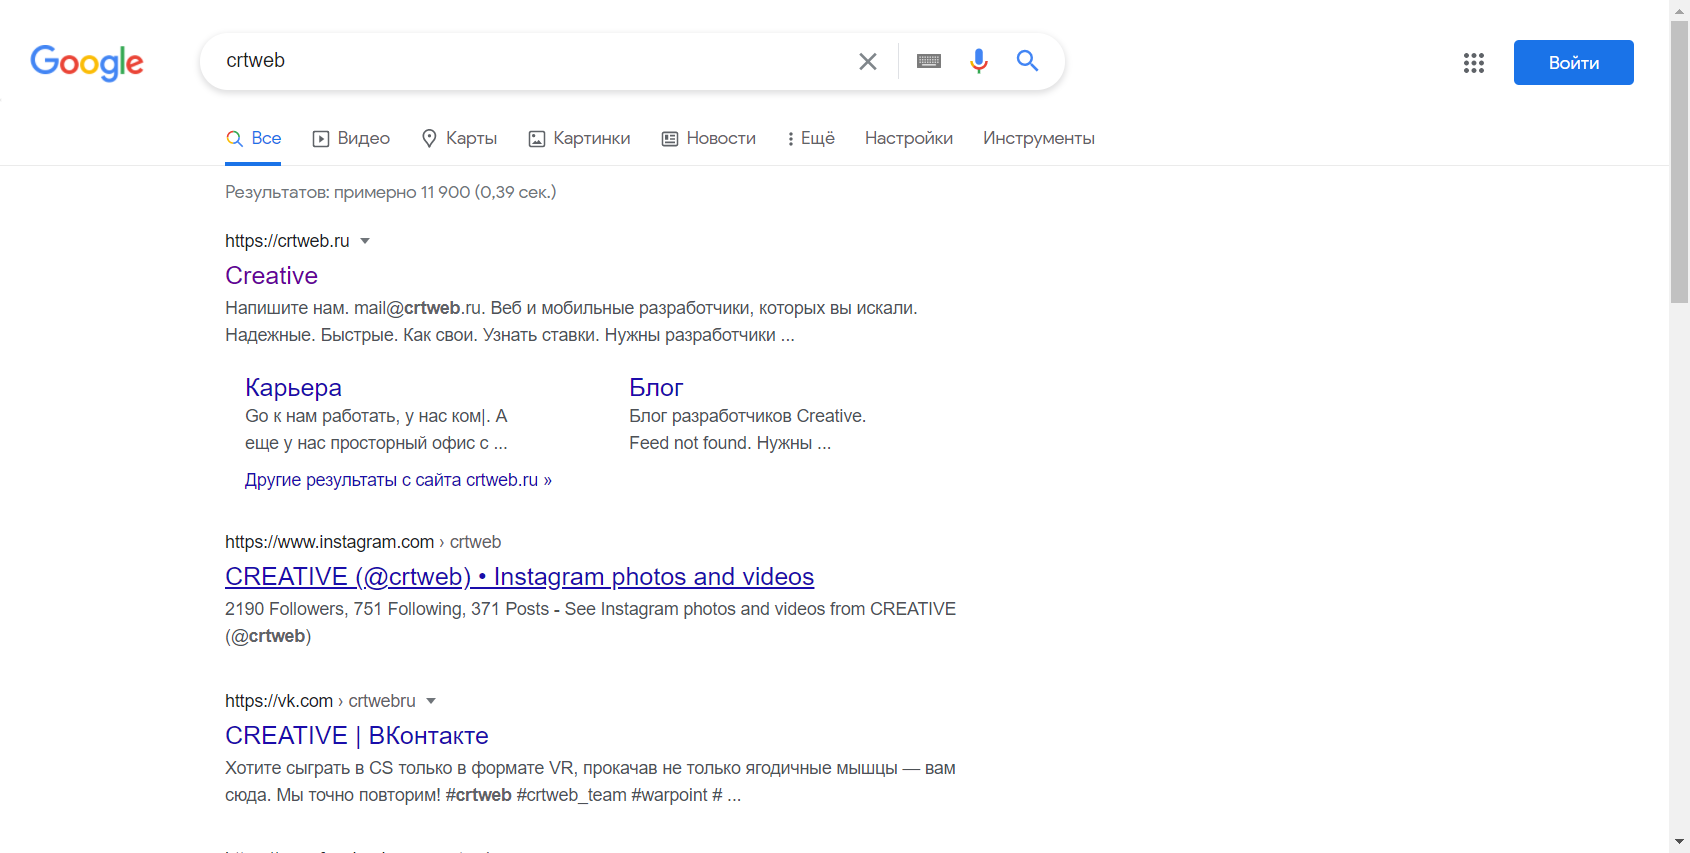 Google
crtweb
Войти
Все Видео Карты Картинки Новости Ещё Настройки Инструменты
Результатов: примерно 11 900 (0,39 сек.)
https://crtweb.ru
Creative
Напишите нам. mail@crtweb.ru. Веб и мобильные разработчики, которых вы искали.
Надежные. Быстрые. Как свои. Узнать ставки. Нужны разработчики ...
Карьера
Go к нам работать, у нас ком|. А
еще у нас просторный офис с ...
Блог
Блог разработчиков Creative.
Feed not found. Нужны ...
Другие результаты с сайта crtweb.ru »
https://www.instagram.com › crtweb
CREATIVE (@crtweb) • Instagram photos and videos
2190 Followers, 751 Following, 371 Posts - See Instagram photos and videos from CREATIVE
(@crtweb)
https://vk.com › crtwebru
CREATIVE | ВКонтакте
Хотите сыграть в CS только в формате VR, прокачав не только ягодичные мышцы — вам
сюда. Мы точно повторим! #crtweb #crtweb_team #warpoint # ...